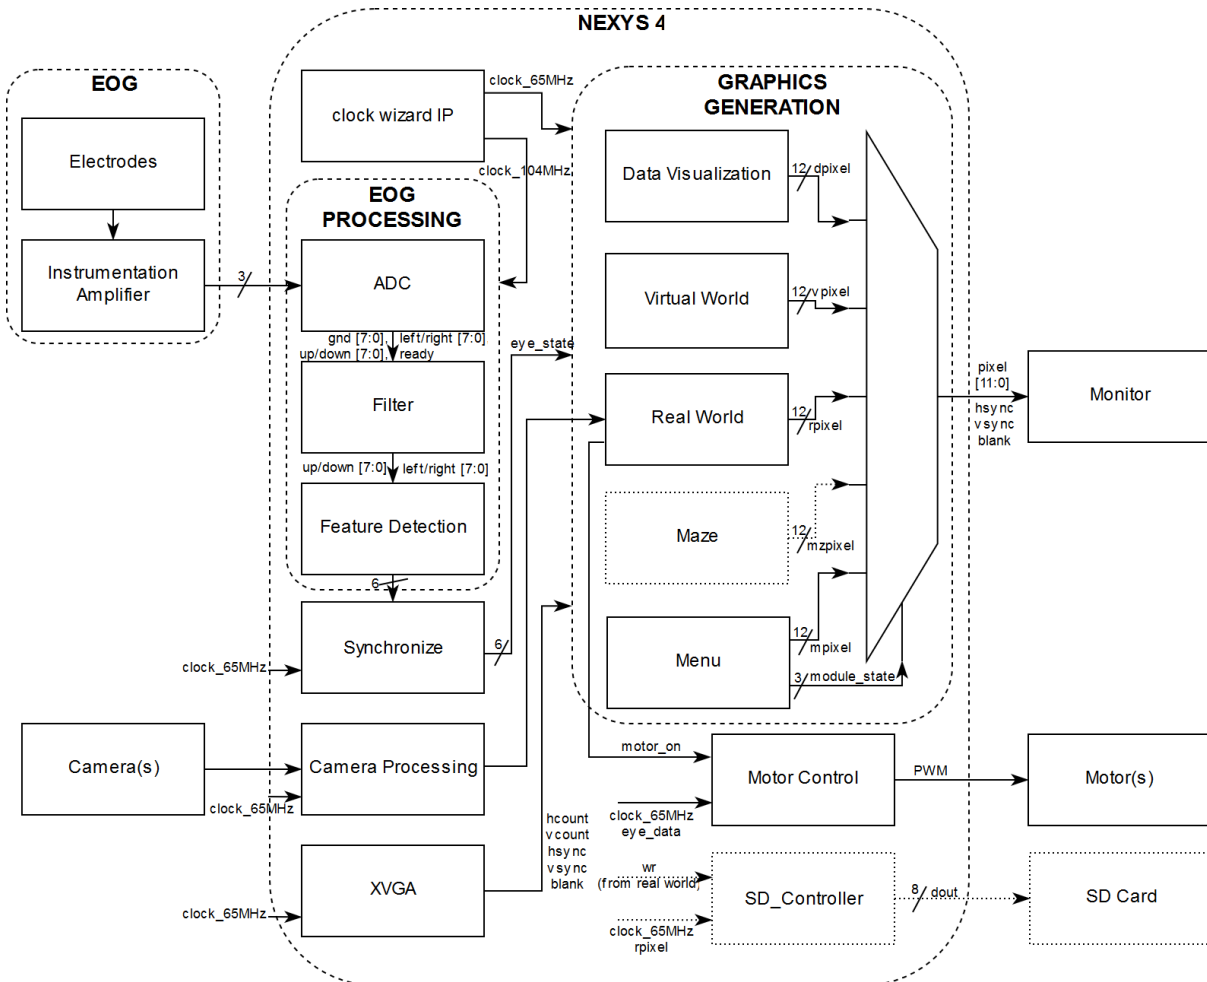 NEXYS 4
EOG
Electrodes
Instrumentation
Amplifier
3
clock wizard IP
clock_65MHz
clock_104MHz
EOG
PROCESSING
ADC
gnd [7:0], left/right [7:0]
up/down [7:0], ready
Filter
up/down [7:0] left/right [7:0]
Feature Detection
6
Synchronize
6
clock_65MHz
eye_state
Camera(s)
Camera Processing
clock_65MHz
XVGA
clock_65MHz
hcount
vcount
hsync
vsync
blank
GRAPHICS
GENERATION
Data Visualization
12 dpixel
Virtual World
12 vpixel
Real World
12
rpixel
Maze
12
mzpixel
Menu
12
mpixel
3 module_state
pixel
[11:0]
hsync
vsync
blank
Monitor
motor_on
Motor Control
clock_65MHz
eye_data
PWM
Motor(s)
wr
(from real world)
SD_Controller
clock_65MHz
rpixel
8 dout
SD Card